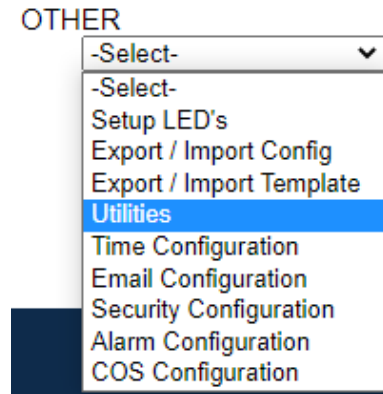 OTHER
-Select-
-Select-
Setup LED's
Export / Import Config
Export / Import Template
Utilities
Time Configuration
Email Configuration
Security Configuration
Alarm Configuration
COS Configuration